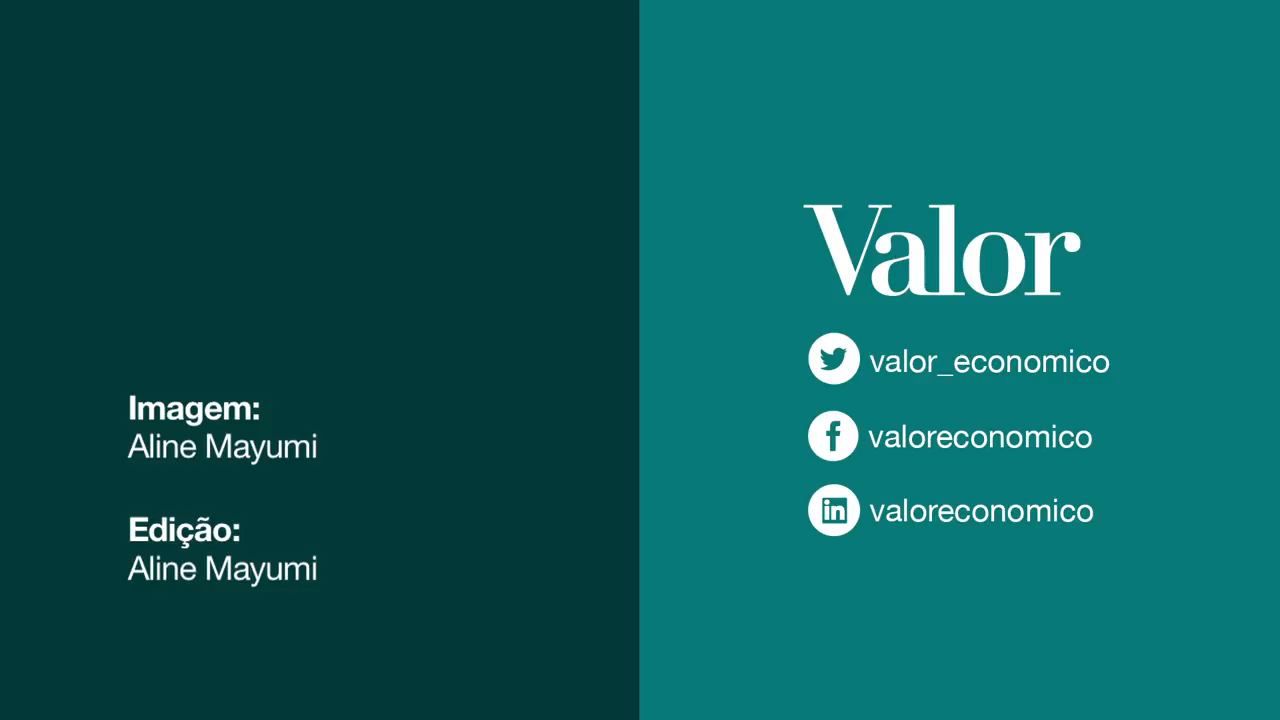 Imagem:
Aline Mayumi
Edição:
Aline Mayumi
Valor
valor_economico
valoreconomico
valoreconomico